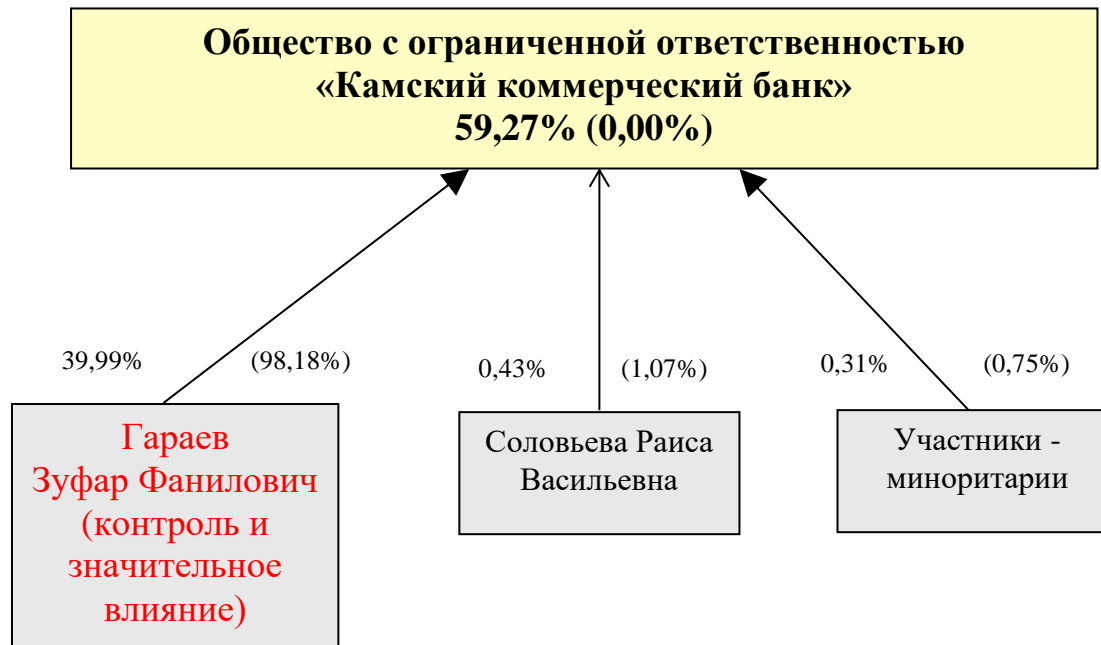 Общество с ограниченной ответственностью
«Камский коммерческий банк»
59,27% (0,00%)
39,99% (98,18%)
0,43% (1,07%)
0,31% (0,75%)
Гараев
Зуфар Фанилович
(контроль и
значительное
влияние)
Соловьева Раиса
Васильевна
Участники -
миноритарии